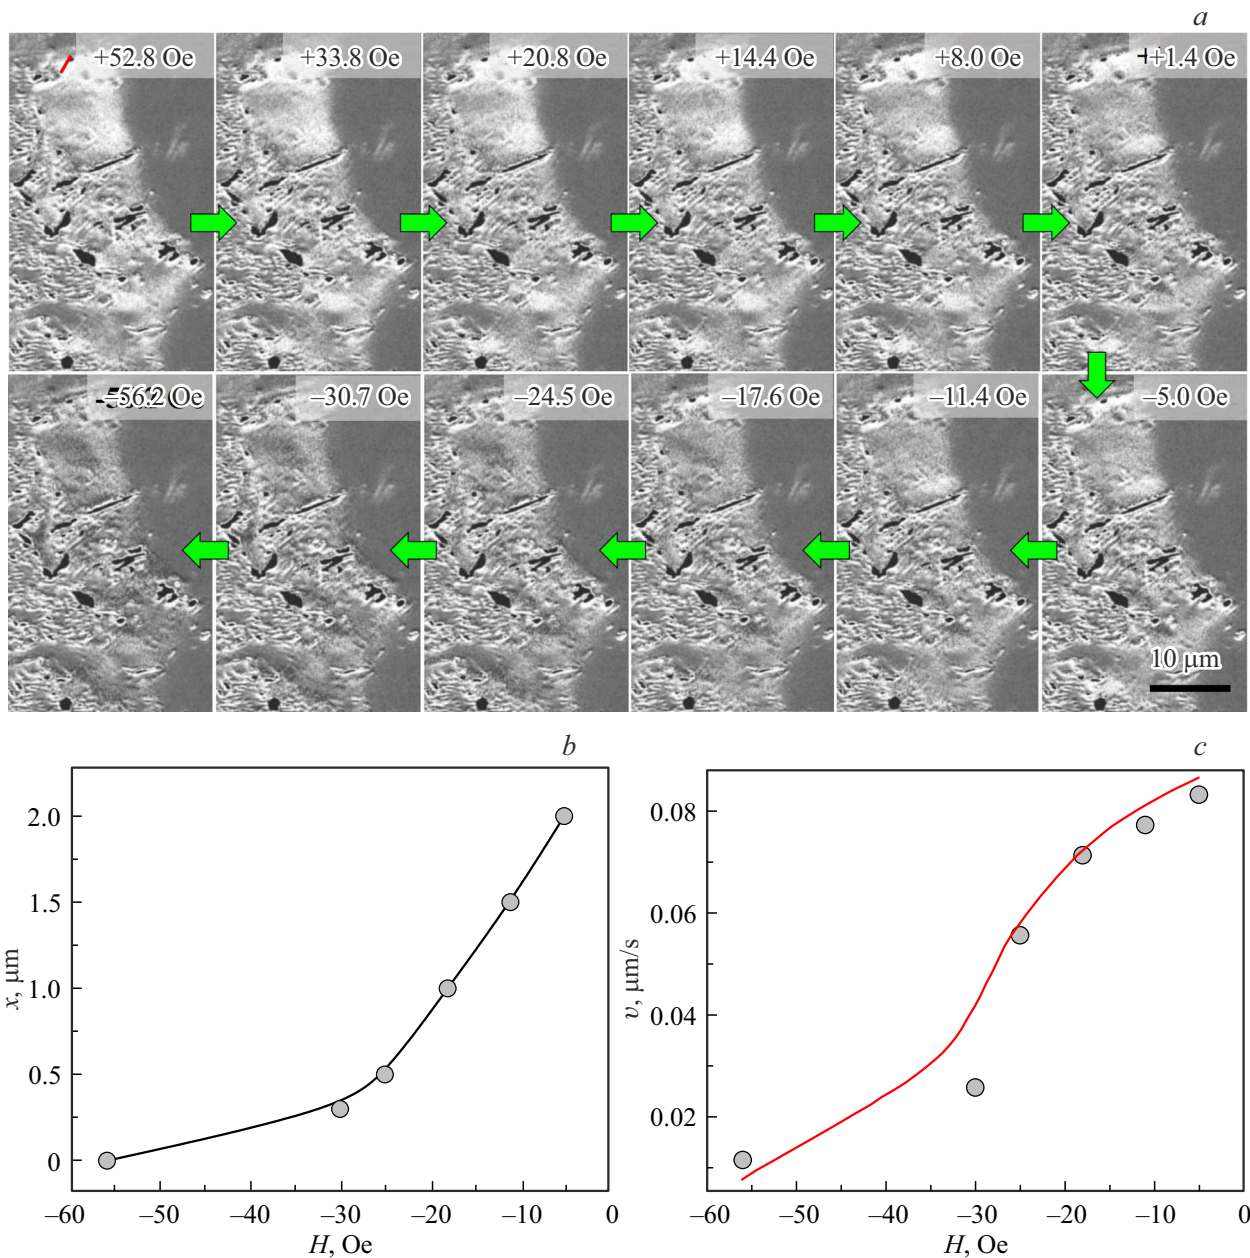 a
+52.8 Oe
+33.8 Oe
+20.8 Oe
+14.4 Oe
+8.0 Oe
+1.4 Oe
–56.2 Oe
–30.7 Oe
–24.5 Oe
–17.6 Oe
–11.4 Oe
–5.0 Oe
10 μm
b
2.0
1.5
1.0
0.5
0
x, μm
–60 –50 –40 –30 –20 –10 0
H, Oe
c
0.08
0.06
0.04
0.02
v, μm/s
–60 –50 –40 –30 –20 –10 0
H, Oe